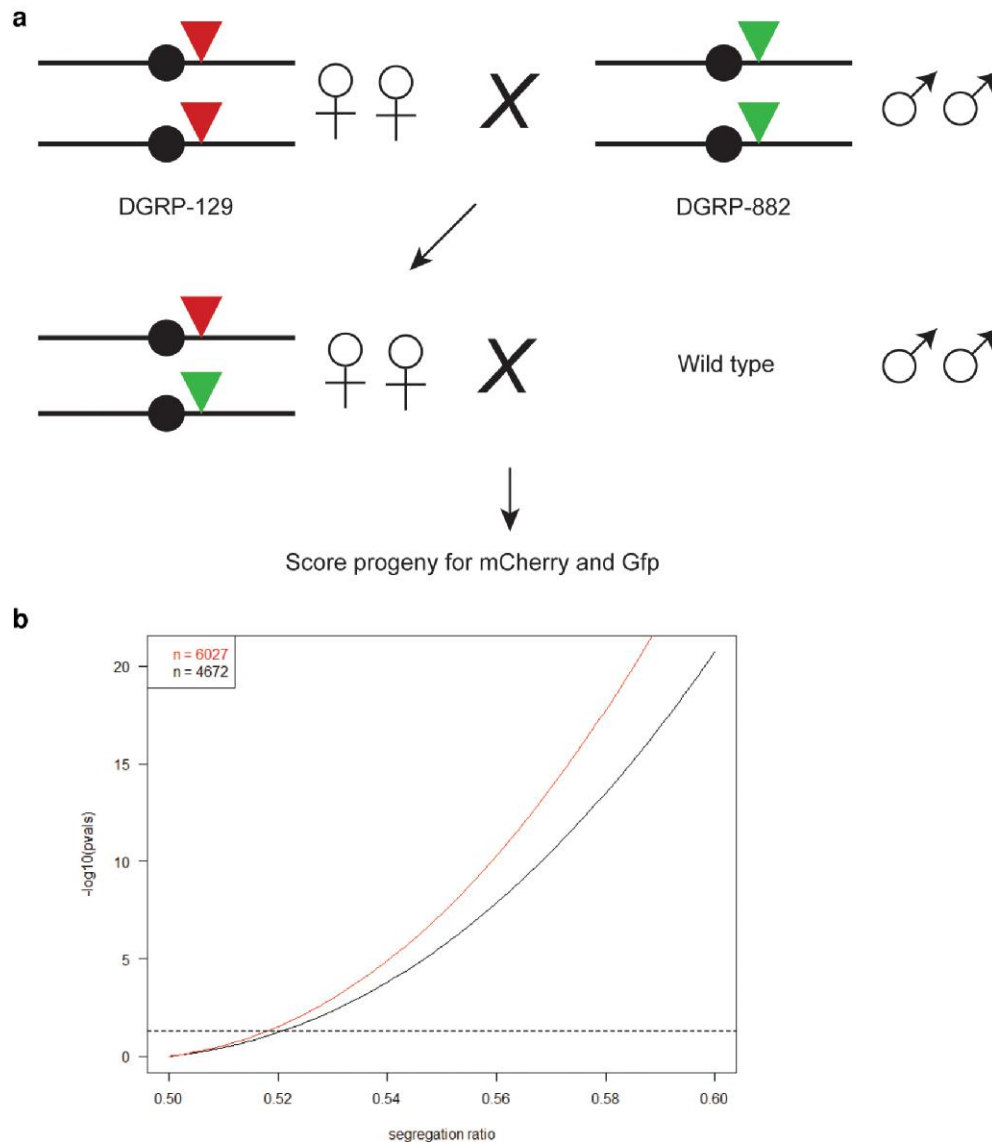 a
X
DGRP-129
DGRP-882
X
Wild type
Score progeny for mCherry and Gfp
b
n = 6027
n = 4672
20
15
10
5
0
-log10(pvals)
0.50 0.52 0.54 0.56 0.58 0.60
segregation ratio